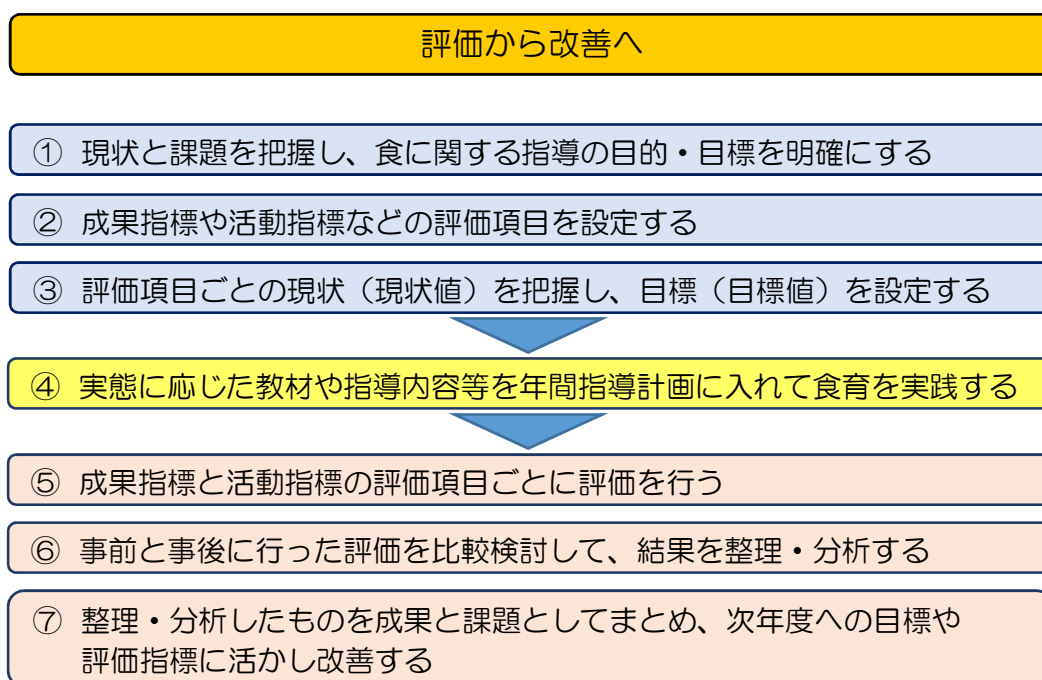 評価から改善へ
① 現状と課題を把握し、食に関する指導の目的・目標を明確にする
② 成果指標や活動指標などの評価項目を設定する
③ 評価項目ごとの現状（現状値）を把握し、目標（目標値）を設定する
④ 実態に応じた教材や指導内容等を年間指導計画に入れて食育を実践する
⑤ 成果指標と活動指標の評価項目ごとに評価を行う
⑥ 事前と事後に行った評価を比較検討して、結果を整理・分析する
⑦ 整理・分析したものを成果と課題としてまとめ、次年度への目標や
評価指標に活かし改善する